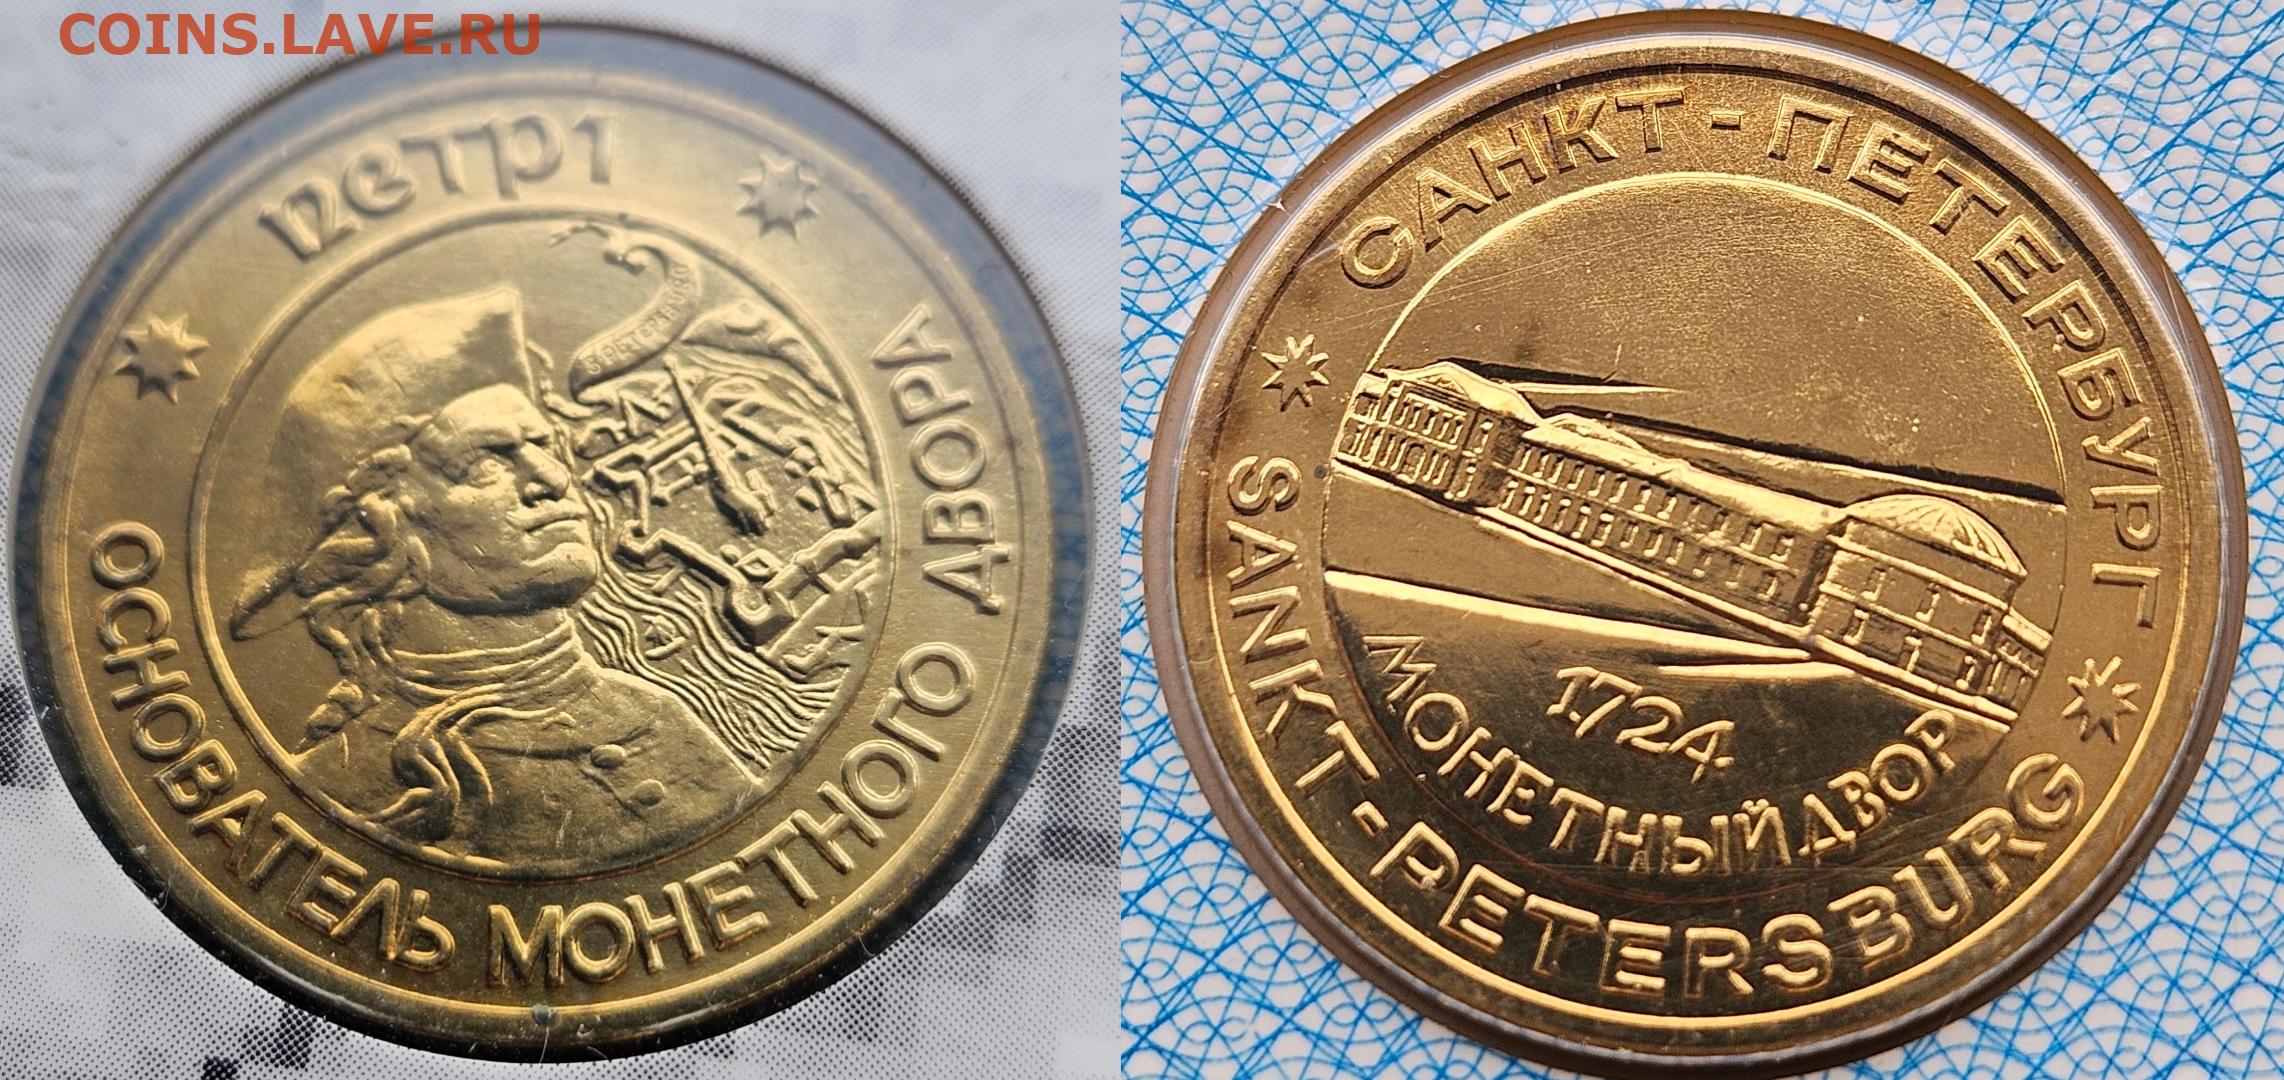 COINS.LAVE.RU
ПЕТР I
ОСНОВАТЕЛЬ МОНЕТНОГО ДВОРА
САНКТ-ПЕТЕРБУРГ
1724
МОНЕТНЫЙ ДВОР
SANKT-PETERSBURG